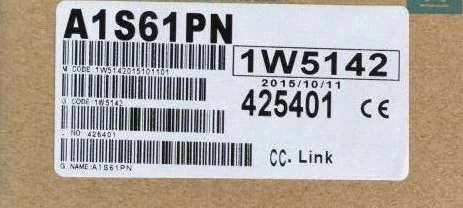 A1S61PN
1W5142
M CODE:1W5142015101101
2015/10/11
G CODE:1W5142
425401 CE
L NO:425401
CC. Link
G NAME:A1S61PN